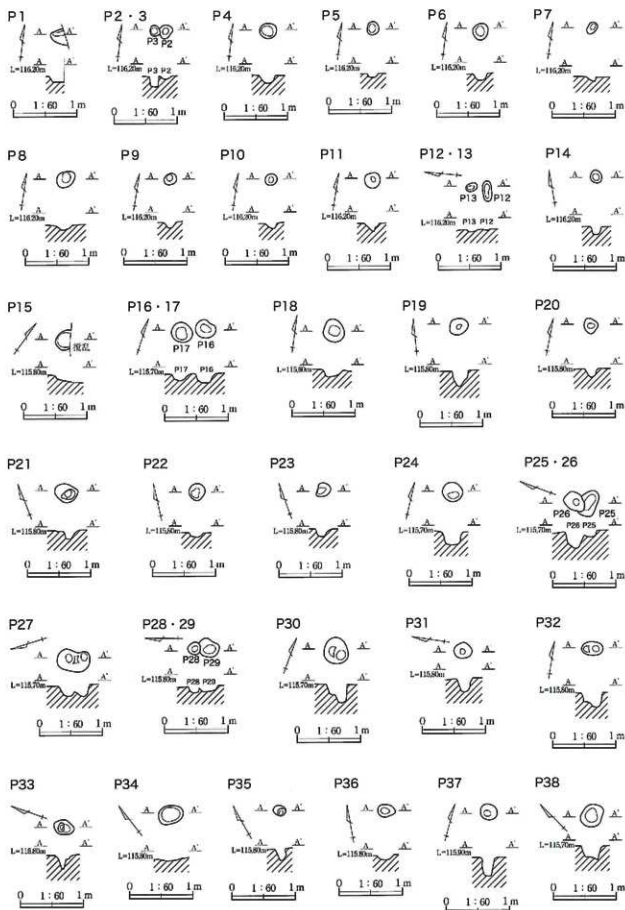 P1
A A'
A A'
L=116,20m
0 1:60 1m
P2・3
A A'
P3 P2
A A'
L=116,20m P3 P2
0 1:60 1m
P4
A A'
A A'
L=116,20m
0 1:60 1m
P5
A A'
A A'
L=116,20m
0 1:60 1m
P6
A A'
A A'
L=116,20m
0 1:60 1m
P7
A A'
A A'
L=116,20m
0 1:60 1m
P8
A A'
A A'
L=116,20m
0 1:60 1m
P9
A A'
A A'
L=116,20m
0 1:60 1m
P10
A A'
A A'
L=116,20m
0 1:60 1m
P11
A A'
A A'
L=116,20m
0 1:60 1m
P12・13
A A'
P13 P12
A A'
L=116,20m P13 P12
0 1:60 1m
P14
A A'
A A'
L=116,20m
0 1:60 1m
P15
A A'
撹乱
A A'
L=115,80m
0 1:60 1m
P16・17
A A'
P17 P16
A A'
L=115,70m P17 P16
0 1:60 1m
P18
A A'
A A'
L=115,80m
0 1:60 1m
P19
A A'
A A'
L=115,80m
0 1:60 1m
P20
A A'
A A'
L=115,80m
0 1:60 1m
P21
A A'
A A'
L=115,80m
0 1:60 1m
P22
A A'
A A'
L=115,80m
0 1:60 1m
P23
A A'
A A'
L=115,80m
0 1:60 1m
P24
A A'
A A'
L=115,70m
0 1:60 1m
P25・26
A A'
P26 P25
P26 P25
A A'
L=115,70m
0 1:60 1m
P27
A A'
A A'
L=115,70m
0 1:60 1m
P28・29
A A'
P28 P29
A A'
L=115,80m P28 P29
0 1:60 1m
P30
A A'
A A'
L=115,70m
0 1:60 1m
P31
A A'
A A'
L=115,80m
0 1:60 1m
P32
A A'
A A'
L=115,80m
0 1:60 1m
P33
A A'
A A'
L=115,80m
0 1:60 1m
P34
A A'
A A'
L=115,80m
0 1:60 1m
P35
A A'
A A'
L=115,80m
0 1:60 1m
P36
A A'
A A'
L=115,80m
0 1:60 1m
P37
A A'
A A'
L=115,90m
0 1:60 1m
P38
A A'
A A'
L=115,70m
0 1:60 1m